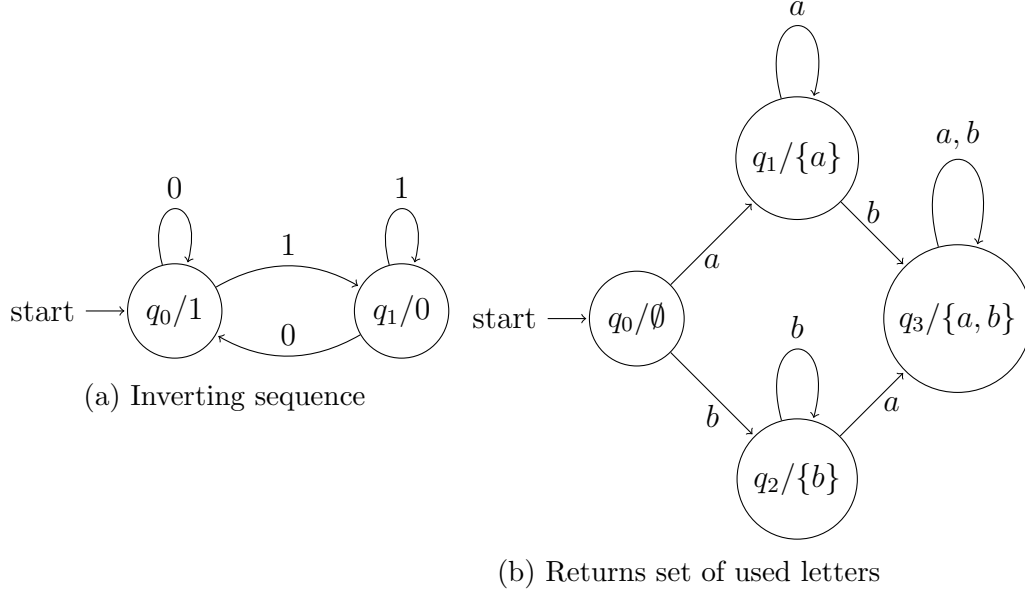 0
1
1
start
q₀/1
q₁/0
0
(a) Inverting sequence
a
q₁/{a}
a, b
b
a
start
q₀/∅
q₃/{a, b}
b
b
a
q₂/{b}
(b) Returns set of used letters